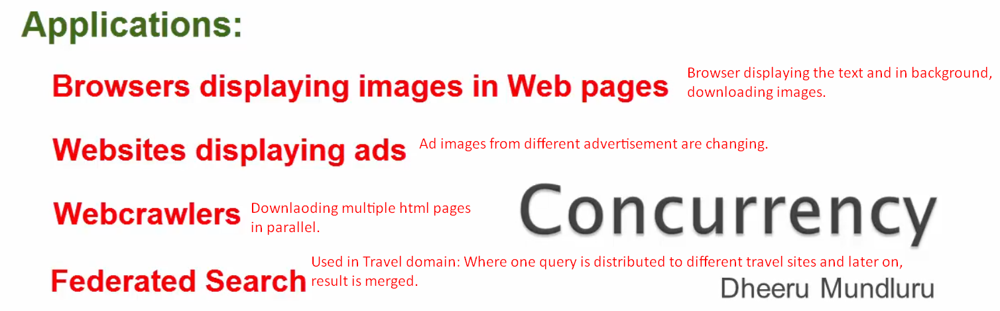 Applications:
Browsers displaying images in Web pages
Browser displaying the text and in background,
downloading images.
Websites displaying ads
Ad images from different advertisement are changing.
Webcrawlers
Downlaoding multiple html pages
in parallel.
Concurrency
Federated Search
Used in Travel domain: Where one query is distributed to different travel sites and later on,
result is merged.
Dheeru Mundluru